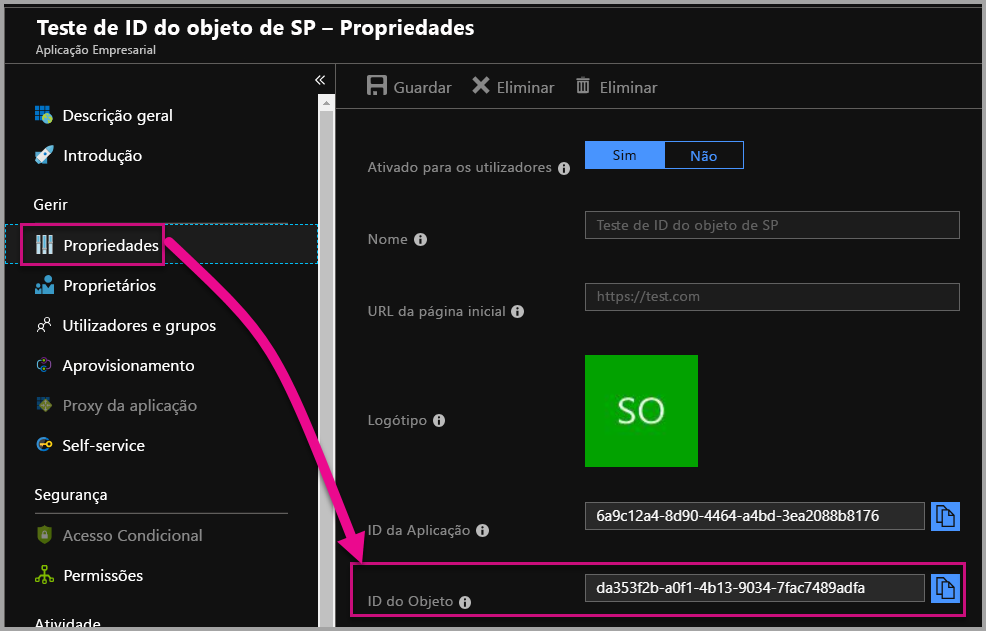 Teste de ID do objeto de SP – Propriedades
Aplicação Empresarial
Descrição geral
Introdução
Gerir
Propriedades
Proprietários
Utilizadores e grupos
Aprovisionamento
Proxy da aplicação
Self-service
Segurança
Acesso Condicional
Permissões
Atividade
Guardar Eliminar Eliminar
Ativado para os utilizadores Sim Não
Nome Teste de ID do objeto de SP
URL da página inicial https://test.com
Logótipo SO
ID da Aplicação 6a9c12a4-8d90-4464-a4bd-3ea2088b8176
ID do Objeto da353f2b-a0f1-4b13-9034-7fac7489adfa